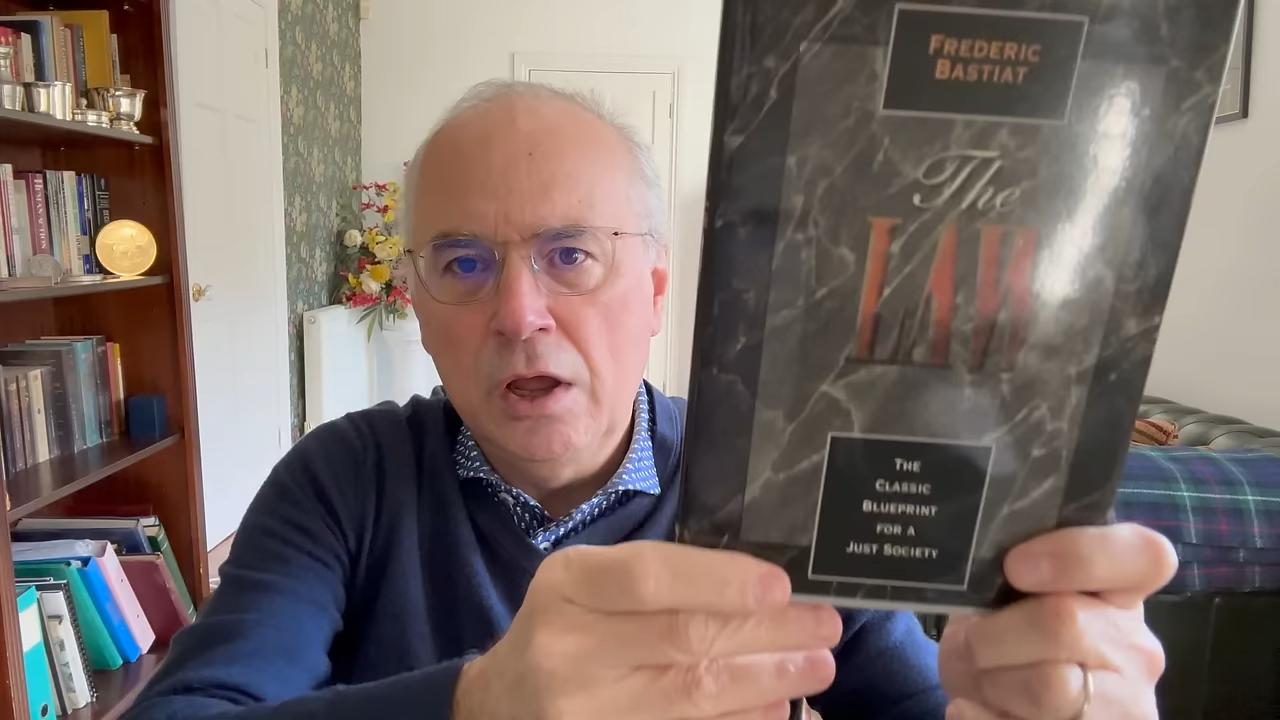 FREDERIC
BASTIAT
The
LAW
THE
CLASSIC
BLUEPRINT
FOR A
JUST SOCIETY